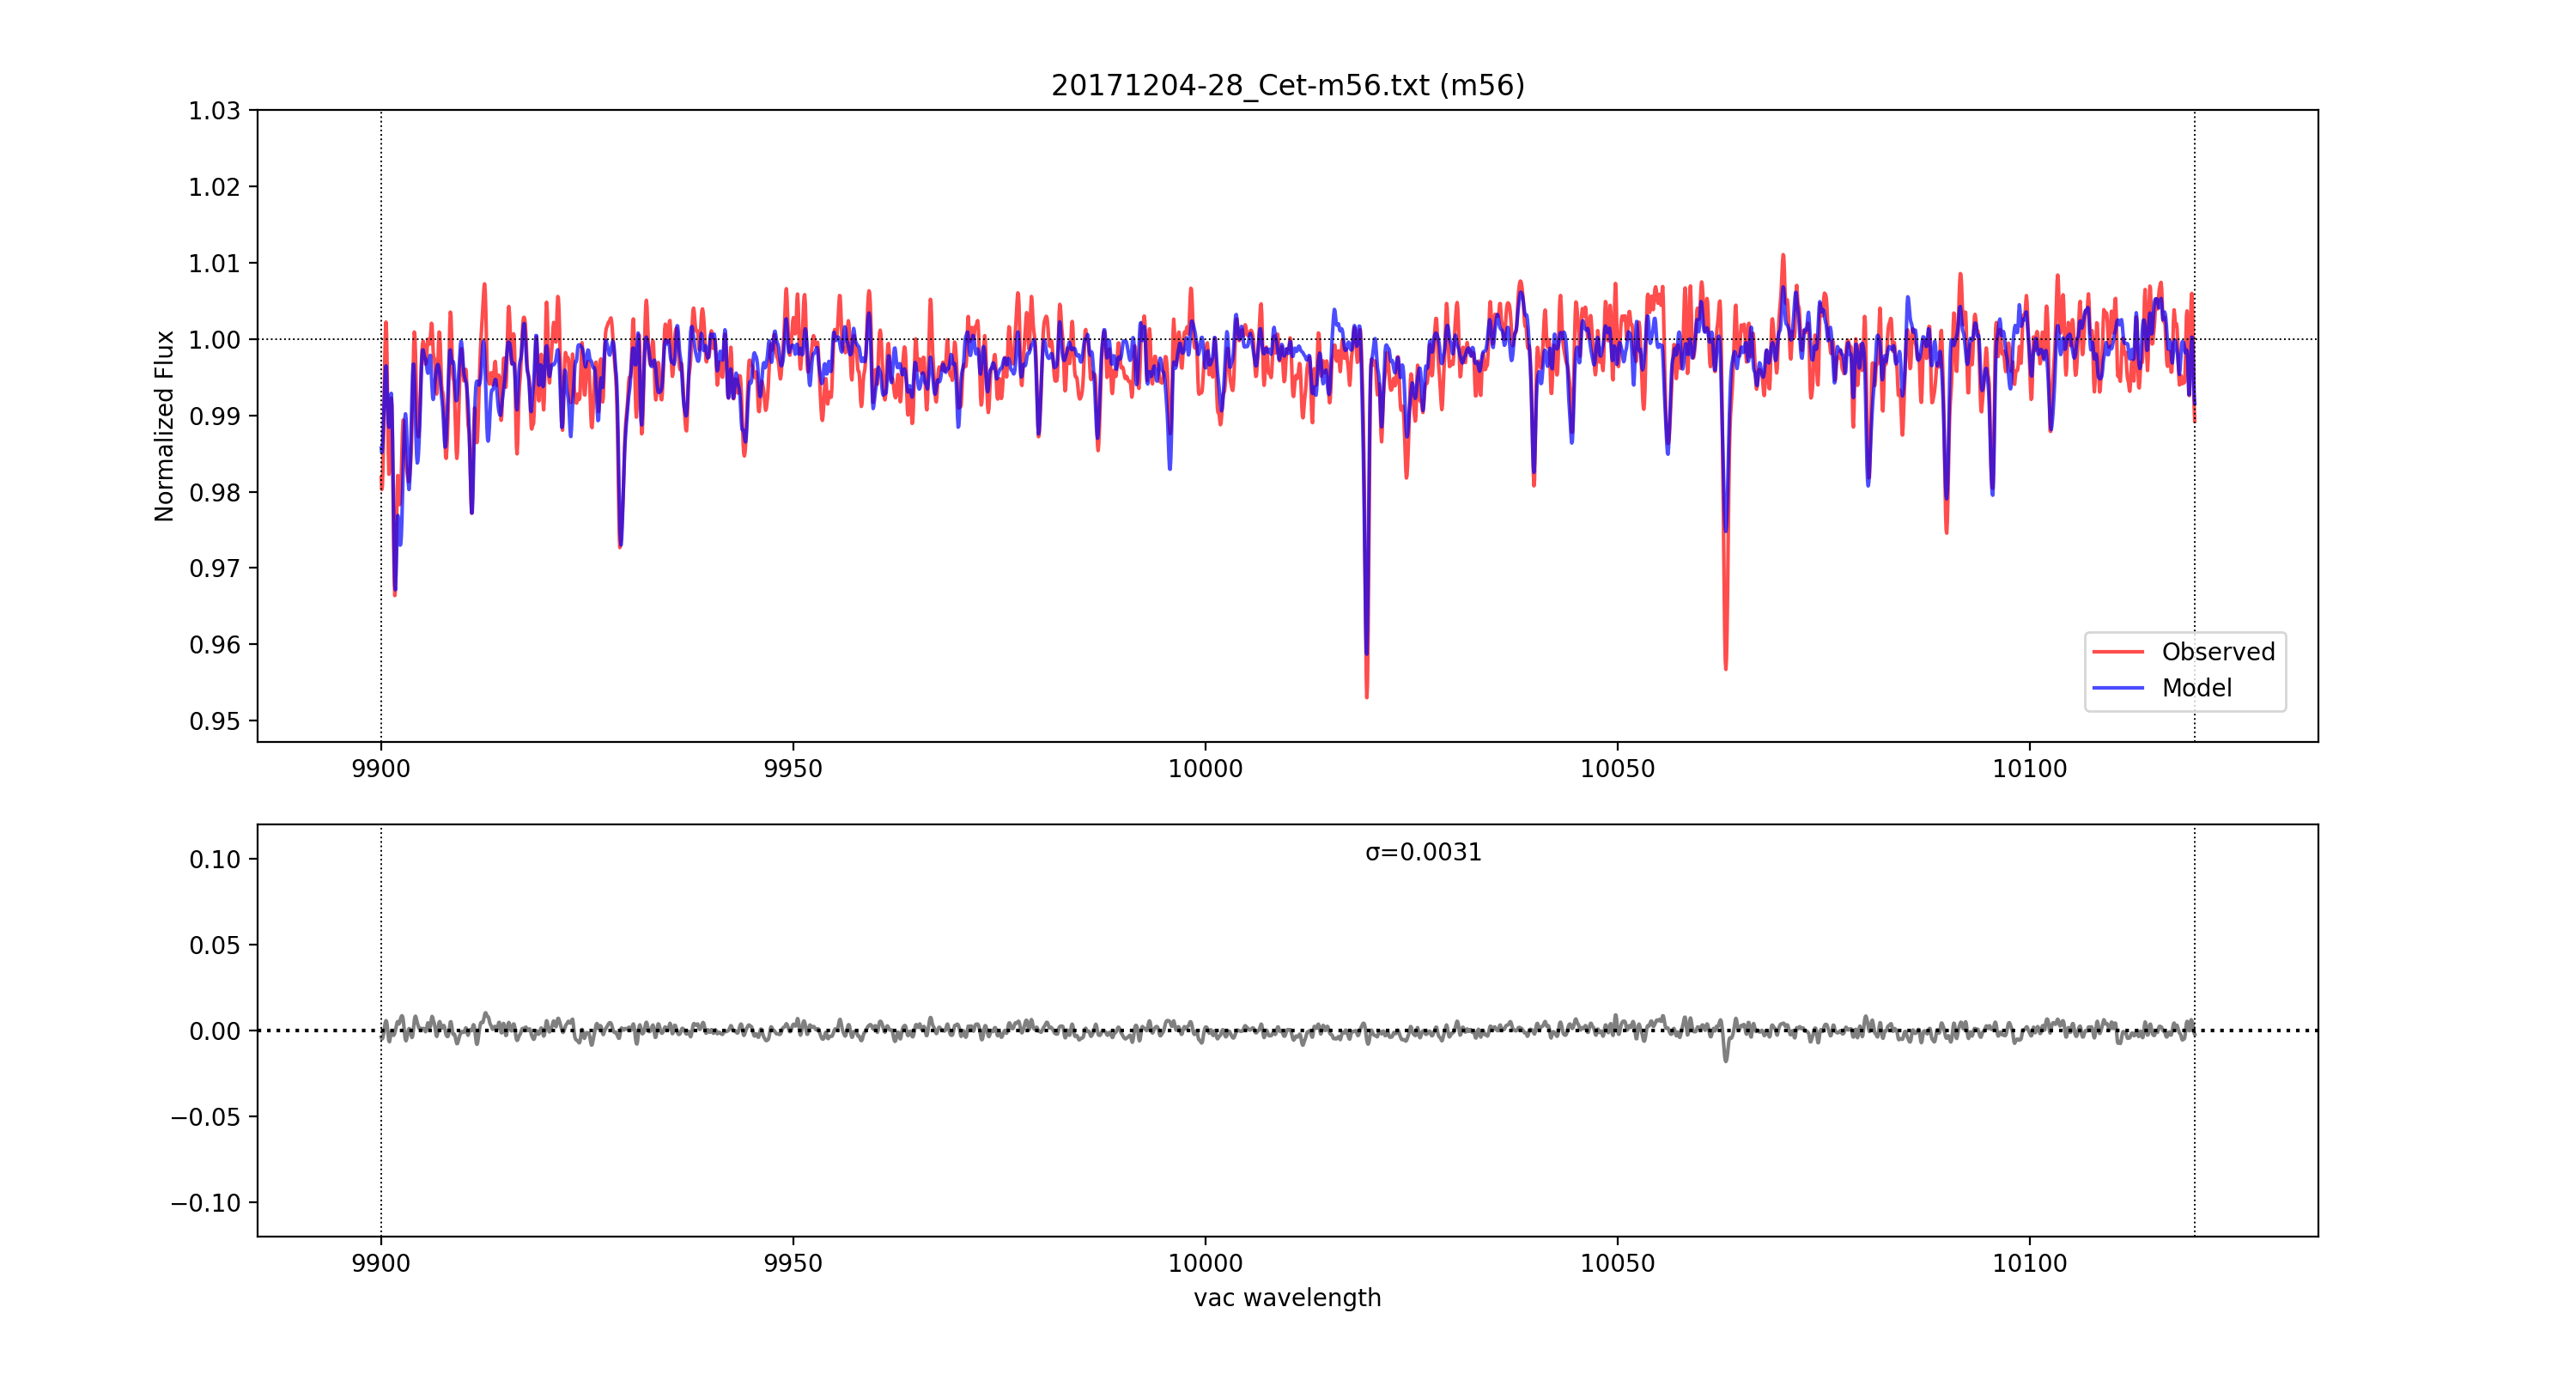 20171204-28_Cet-m56.txt (m56)
1.03
1.02
1.01
1.00
0.99
0.98
0.97
0.96
0.95
Normalized Flux
Observed
Model
9900 9950 10000 10050 10100
σ=0.0031
0.10
0.05
0.00
−0.05
−0.10
9900 9950 10000 10050 10100
vac wavelength